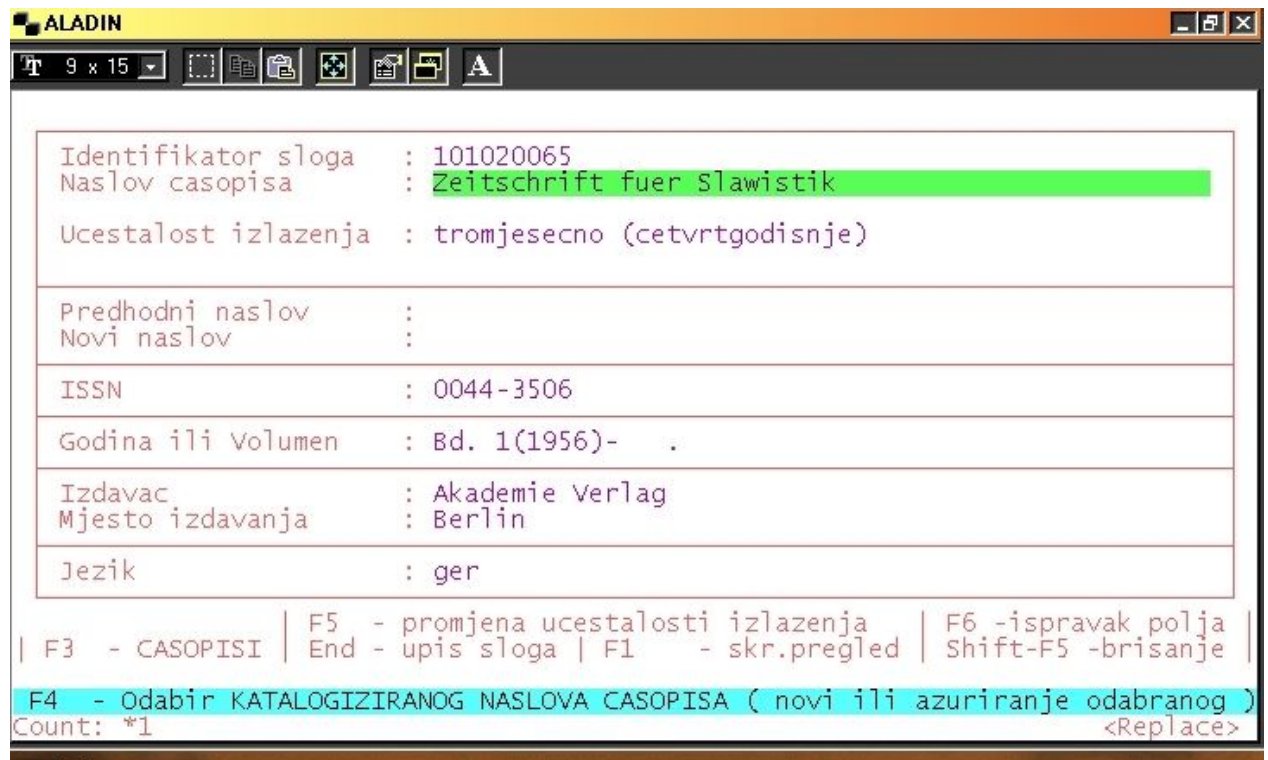 ALADIN
9 x 15
A
Identifikator sloga : 101020065
Naslov casopisa : Zeitschrift fuer Slawistik
Ucestalost izlazenja : tromjesecno (cetvrtgodisnje)
Predhodni naslov :
Novi naslov :
ISSN : 0044-3506
Godina ili Volumen : Bd. 1(1956)- .
Izdavac : Akademie Verlag
Mjesto izdavanja : Berlin
Jezik : ger
| F5 - promjena ucestalosti izlazenja | F6 -ispravak polja |
| F3 - CASOPISI | End - upis sloga | F1 - skr.pregled | Shift-F5 -brisanje |
F4 - Odabir KATALOGIZIRANOG NASLOVA CASOPISA ( novi ili azuriranje odabranog )
Count: *1 <Replace>